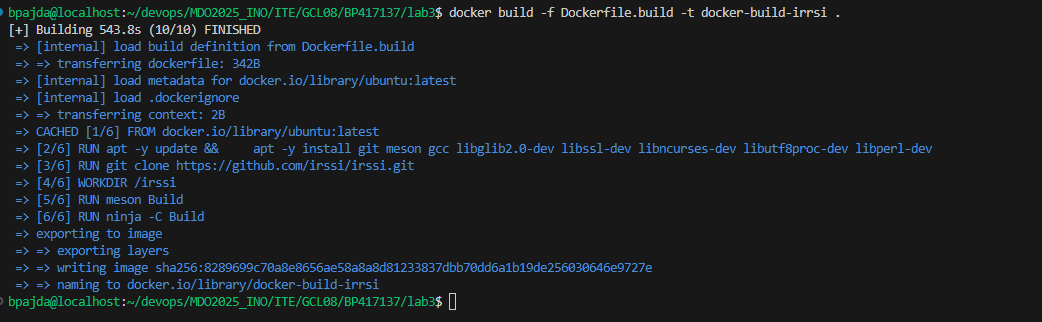 bpajda@localhost:~/devops/MDO2025_INO/ITE/GCL08/BP417137/lab3$ docker build -f Dockerfile.build -t docker-build-irrsi .
[+] Building 543.8s (10/10) FINISHED
=> [internal] load build definition from Dockerfile.build
=> => transferring dockerfile: 342B
=> [internal] load metadata for docker.io/library/ubuntu:latest
=> [internal] load .dockerignore
=> => transferring context: 2B
=> CACHED [1/6] FROM docker.io/library/ubuntu:latest
=> [2/6] RUN apt -y update &&     apt -y install git meson gcc libglib2.0-dev libssl-dev libncurses-dev libutf8proc-dev libperl-dev
=> [3/6] RUN git clone https://github.com/irssi/irssi.git
=> [4/6] WORKDIR /irssi
=> [5/6] RUN meson Build
=> [6/6] RUN ninja -C Build
=> exporting to image
=> => exporting layers
=> => writing image sha256:8289699c70a8e8656ae58a8a8d81233837dbb70dd6a1b19de256030646e9727e
=> => naming to docker.io/library/docker-build-irrsi
bpajda@localhost:~/devops/MDO2025_INO/ITE/GCL08/BP417137/lab3$